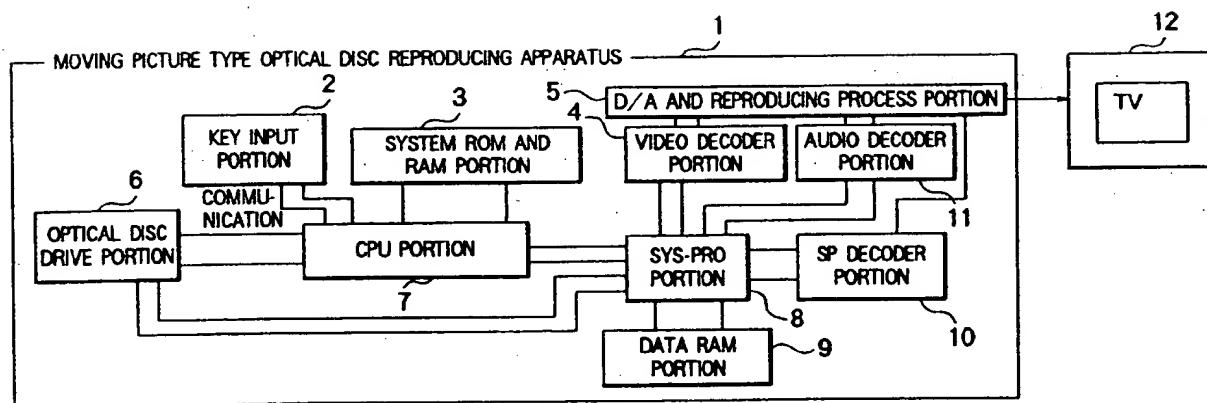 1
12
MOVING PICTURE TYPE OPTICAL DISC REPRODUCING APPARATUS
2
3
5
D/A AND REPRODUCING PROCESS PORTION
TV
4
KEY INPUT
PORTION
SYSTEM ROM AND
RAM PORTION
VIDEO DECODER
PORTION
AUDIO DECODER
PORTION
6
COMMU-
NICATION
11
OPTICAL DISC
DRIVE PORTION
CPU PORTION
SYS-PRO
PORTION
SP DECODER
PORTION
7
8
10
DATA RAM
PORTION
9